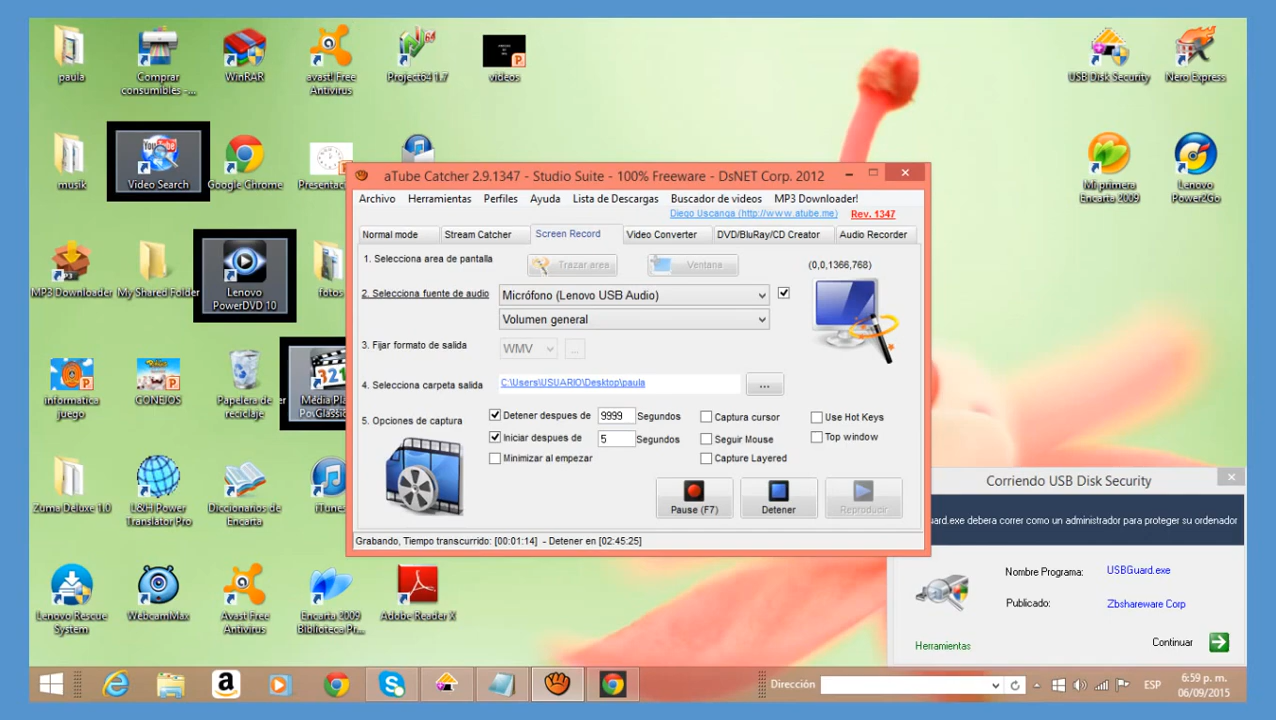 paula
Comprar
consumibles -...
WinRAR
avast! Free
Antivirus
Project64 1.7
videos
USB Disk Security
Nero Express
musik
Video Search
Google Chrome
Mi primera
Encarta 2009
Lenovo
Power2Go
MP3 Downloader
My Shared Folder
Lenovo
PowerDVD 10
fotos
informatica
juego
CONEJOS
Papelera de
reciclaje
Zuma Deluxe 1.0
L&H Power
Translator Pro
Diccionarios de
Encarta
Lenovo Rescue
System
WebcamMax
Avast Free
Antivirus
Encarta 2009
Biblioteca Pr...
Adobe Reader X
aTube Catcher 2.9.1347 - Studio Suite - 100% Freeware - DsNET Corp. 2012
Archivo Herramientas Perfiles Ayuda Lista de Descargas Buscador de videos MP3 Downloader!
Diego Uscanga (http://www.atube.me) Rev. 1347
Normal mode Stream Catcher Screen Record Video Converter DVD/BluRay/CD Creator Audio Recorder
1. Selecciona area de pantalla Trazar area Ventana (0,0,1366,768)
2. Selecciona fuente de audio Micrófono (Lenovo USB Audio)
Volumen general
3. Fijar formato de salida WMV ...
4. Selecciona carpeta salida C:\Users\USUARIO\Desktop\paula ...
5. Opciones de captura Detener despues de 9999 Segundos Captura cursor Use Hot Keys
Iniciar despues de 5 Segundos Seguir Mouse Top window
Minimizar al empezar Capture Layered
Pause (F7) Detener Reproducir
Grabando, Tiempo transcurrido: [00:01:14] - Detener en [02:45:25]
Corriendo USB Disk Security
uard.exe debera correr como un administrador para proteger su ordenador
Nombre Programa: USBGuard.exe
Publicado: Zbshareware Corp
Herramientas Continuar
Dirección ESP 6:59 p. m.
06/09/2015